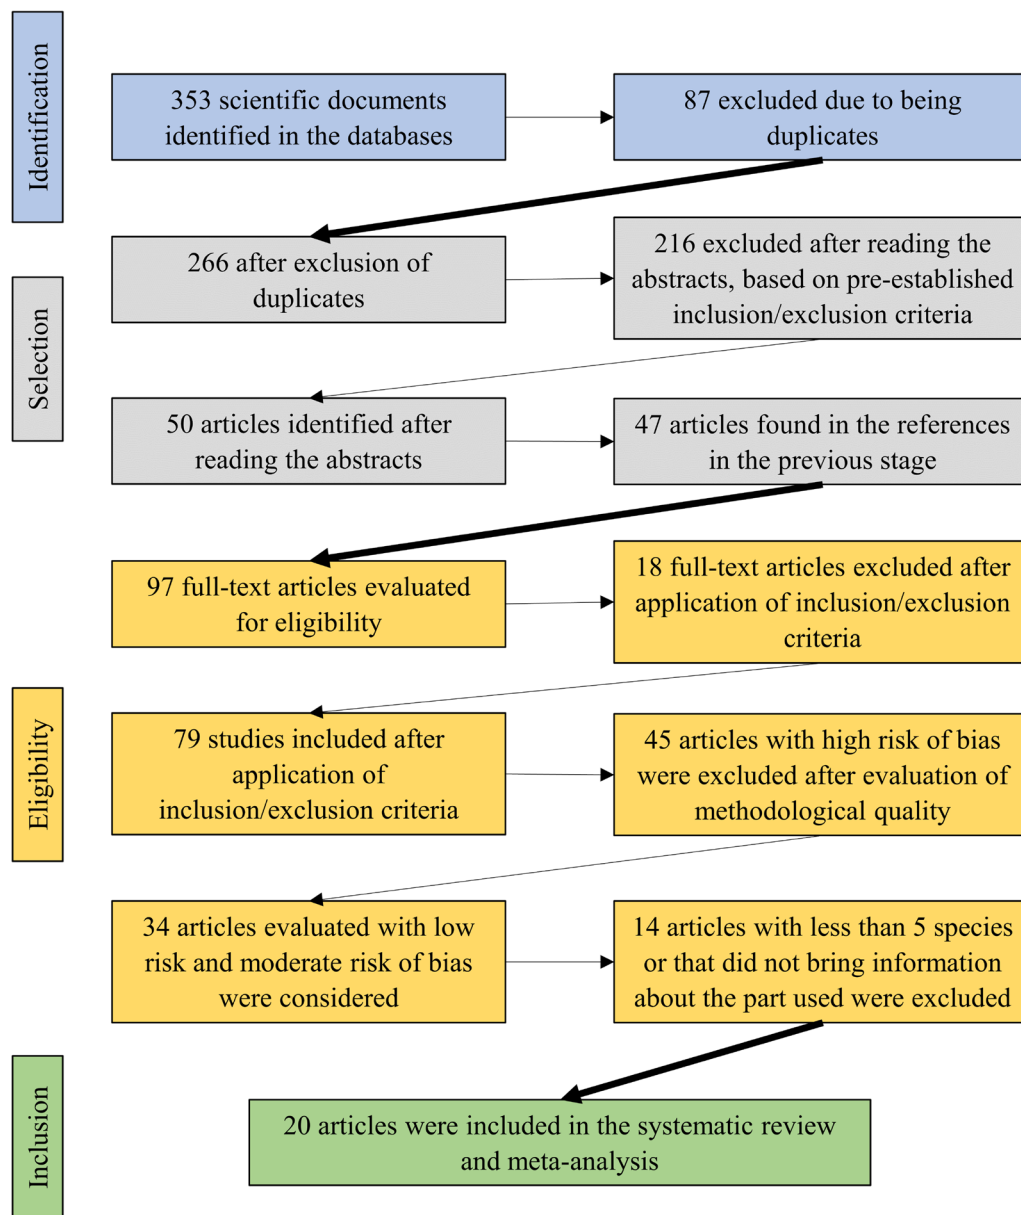 Identification
353 scientific documents
identified in the databases
87 excluded due to being
duplicates
Selection
266 after exclusion of
duplicates
216 excluded after reading the
abstracts, based on pre-established
inclusion/exclusion criteria
50 articles identified after
reading the abstracts
47 articles found in the references
in the previous stage
Eligibility
97 full-text articles evaluated
for eligibility
18 full-text articles excluded after
application of inclusion/exclusion
criteria
79 studies included after
application of
inclusion/exclusion criteria
45 articles with high risk of bias
were excluded after evaluation of
methodological quality
34 articles evaluated with low
risk and moderate risk of bias
were considered
14 articles with less than 5 species
or that did not bring information
about the part used were excluded
Inclusion
20 articles were included in the systematic review
and meta-analysis